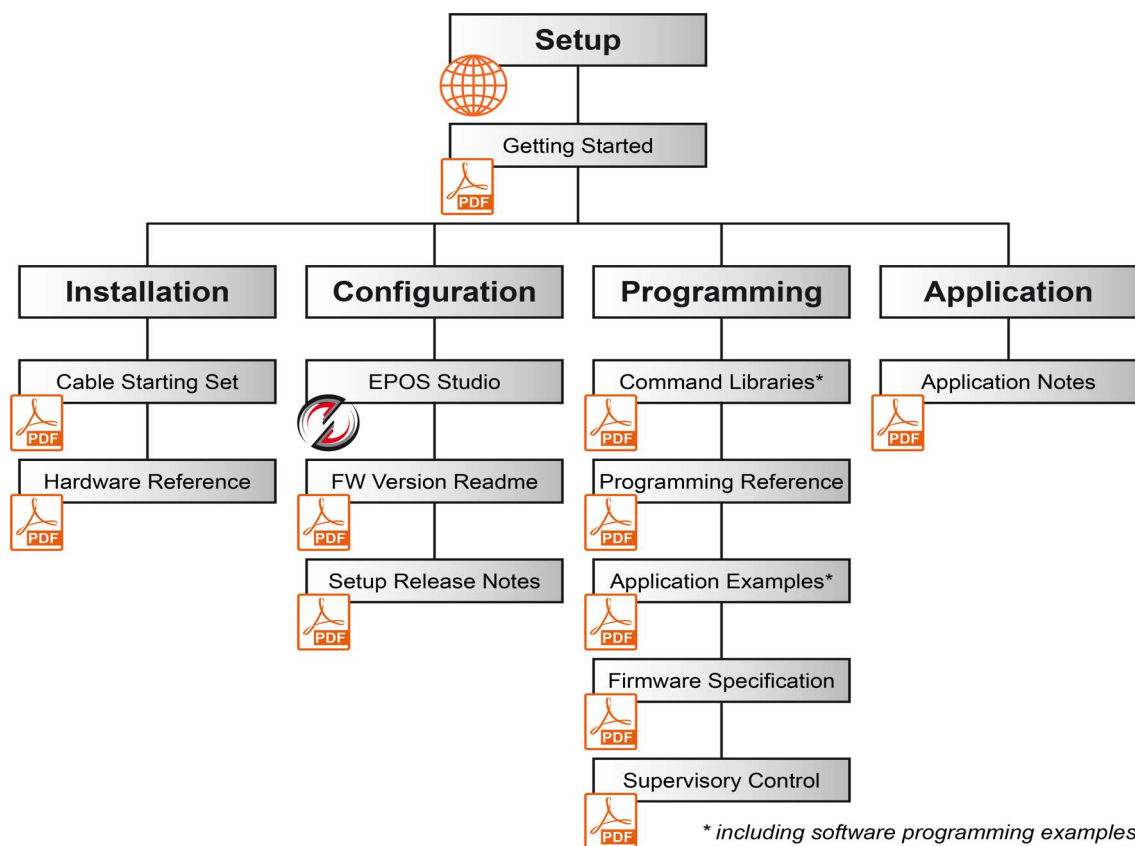 Setup
Getting Started
PDF
Installation
Configuration
Programming
Application
Cable Starting Set
EPOS Studio
Command Libraries*
Application Notes
PDF
PDF
PDF
Hardware Reference
FW Version Readme
Programming Reference
PDF
PDF
PDF
Setup Release Notes
Application Examples*
PDF
PDF
Firmware Specification
PDF
Supervisory Control
PDF
* including software programming examples